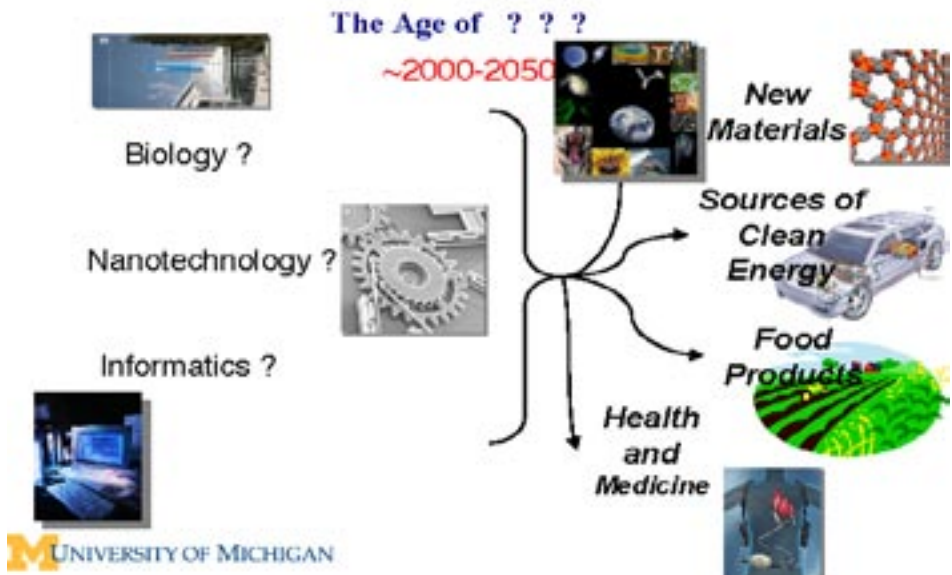 The Age of ? ? ?
~2000-2050
Biology ?
Nanotechnology ?
Informatics ?
New
Materials
Sources of
Clean
Energy
Food
Products
Health
and
Medicine
M UNIVERSITY OF MICHIGAN